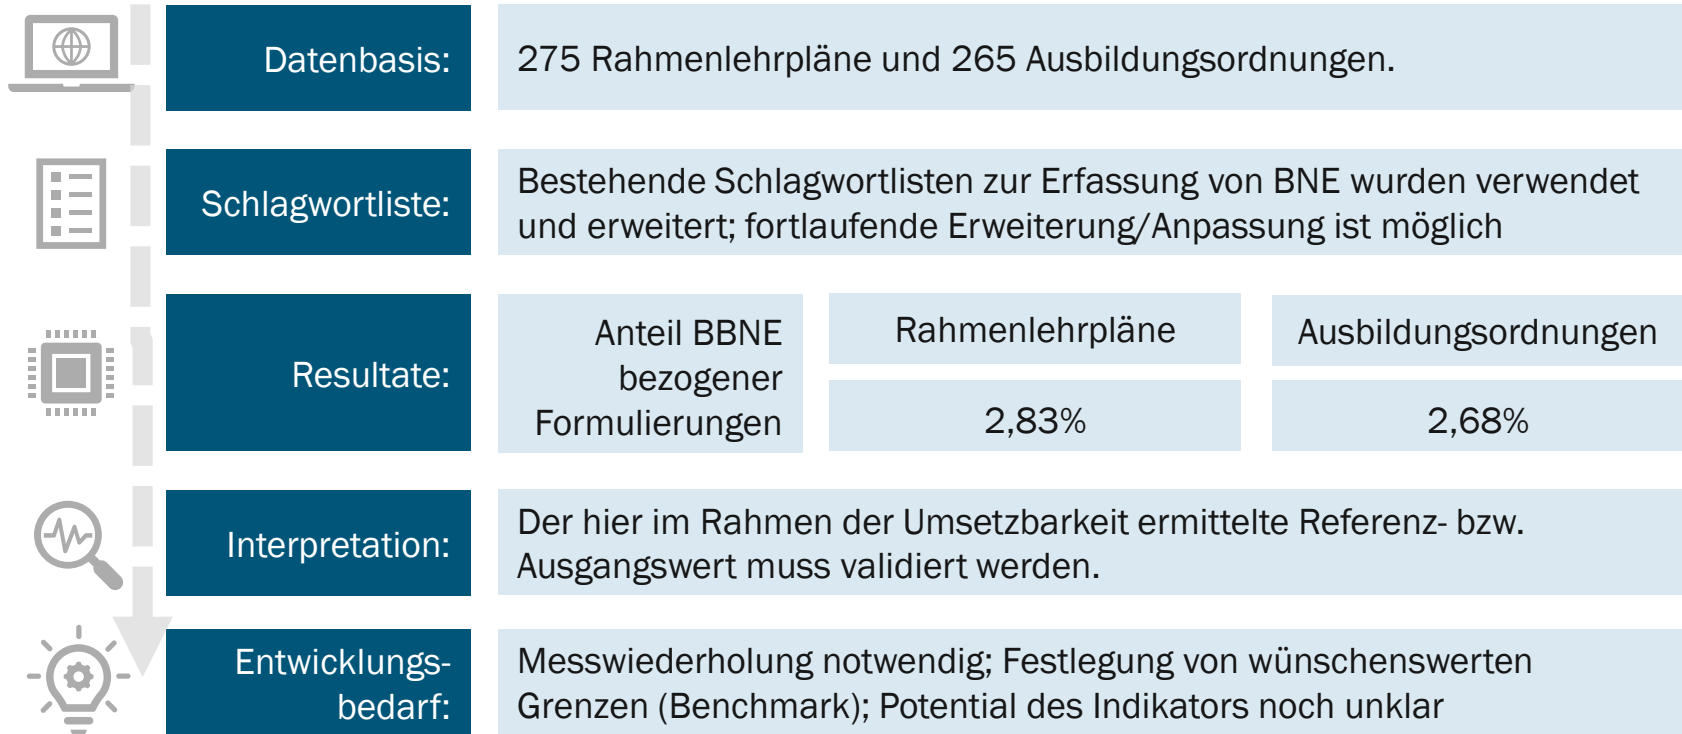 Datenbasis:
275 Rahmenlehrpläne und 265 Ausbildungsordnungen.
Schlagwortliste:
Bestehende Schlagwortlisten zur Erfassung von BNE wurden verwendet
und erweitert; fortlaufende Erweiterung/Anpassung ist möglich
Resultate:
Anteil BBNE
bezogener
Formulierungen
Rahmenlehrpläne
Ausbildungsordnungen
2,83%
2,68%
Interpretation:
Der hier im Rahmen der Umsetzbarkeit ermittelte Referenz- bzw.
Ausgangswert muss validiert werden.
Entwicklungs-
bedarf:
Messwiederholung notwendig; Festlegung von wünschenswerten
Grenzen (Benchmark); Potential des Indikators noch unklar